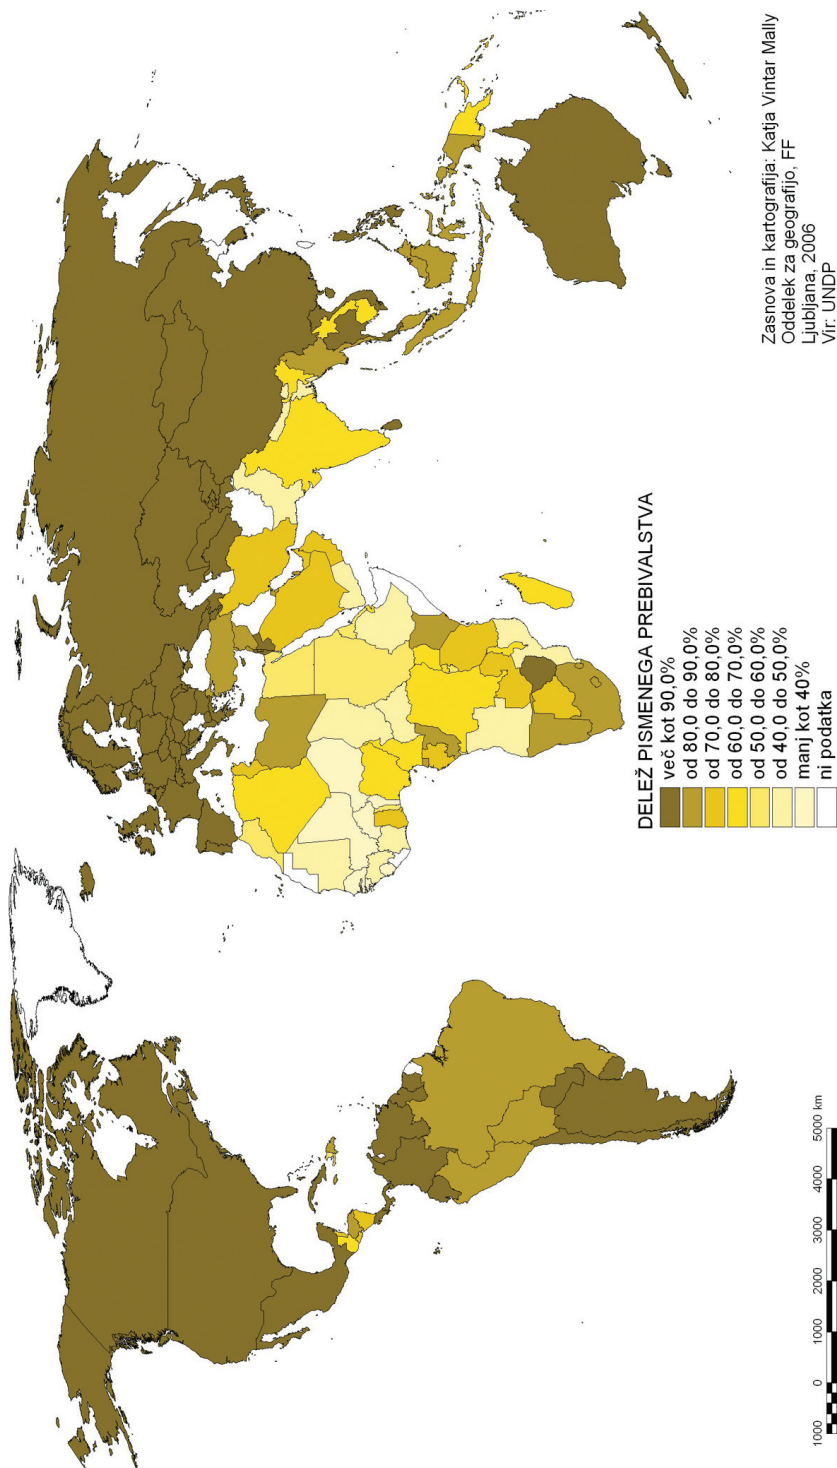 DELEŽ PISMENEGA PREBIVALSTVA
več kot 90,0%
od 80,0 do 90,0%
od 70,0 do 80,0%
od 60,0 do 70,0%
od 50,0 do 60,0%
od 40,0 do 50,0%
manj kot 40%
ni podatka
Zasnova in kartografija: Katja Vintar Mally
Oddelek za geografijo, FF
Ljubljana, 2006
Vir: UNDP
1000 0 1000 2000 3000 4000 5000 km